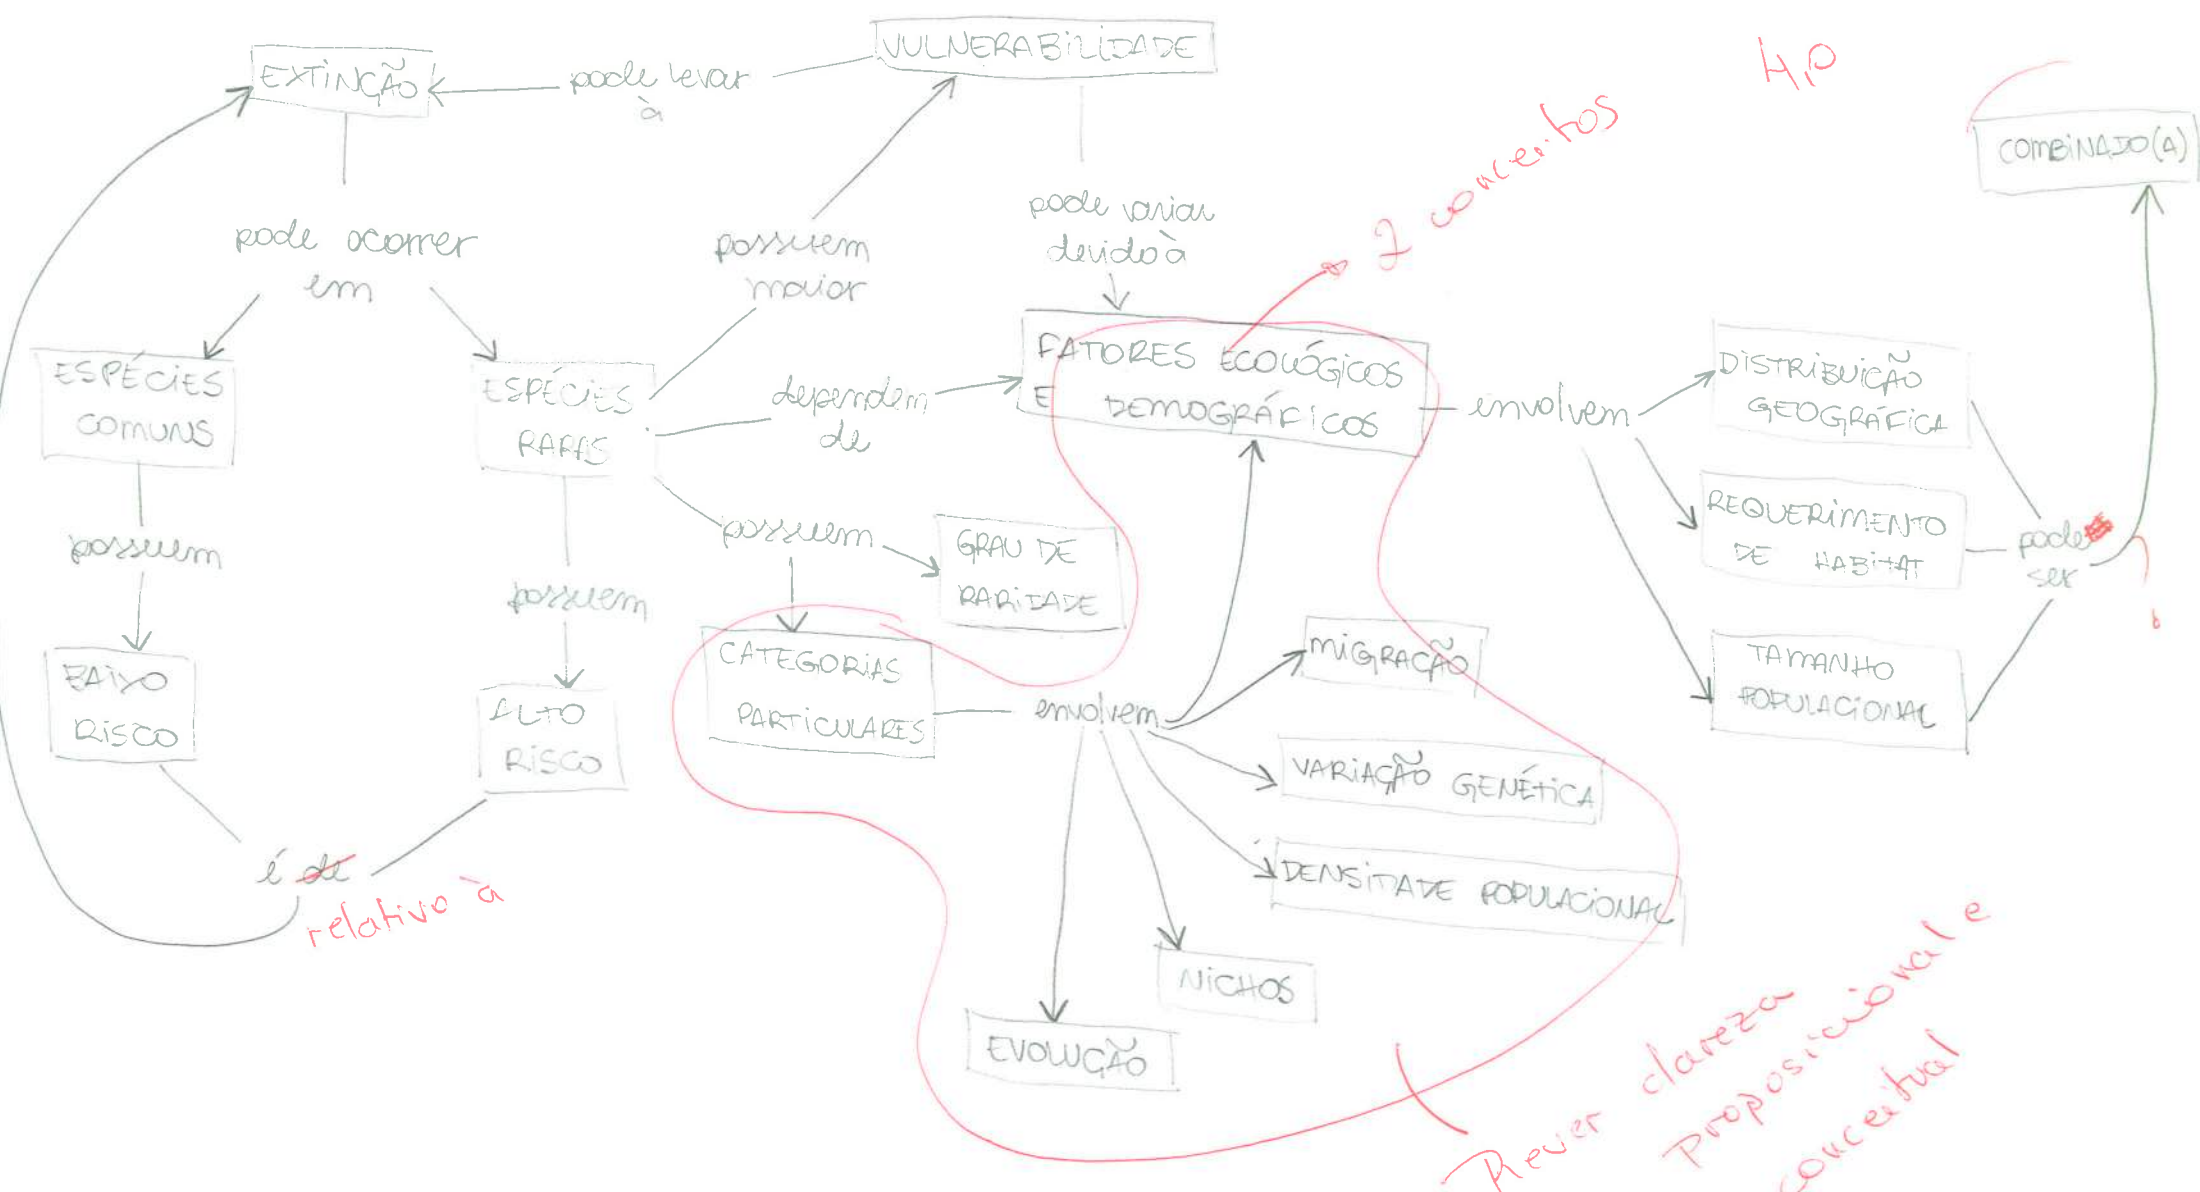 VULNERABILIDADE
EXTINÇÃO
pode levar
à
4,0
COMBINADO(A)
pode ocorrer
em
possuem
maior
pode variar
devido à
2 conceitos
ESPÉCIES
COMUNS
ESPÉCIES
RARAS
dependem
de
FATORES ECOLÓGICOS
E DEMOGRÁFICOS
envolvem
DISTRIBUIÇÃO
GEOGRÁFICA
REQUERIMENTO
DE HABITAT
pode
ser
TAMANHO
POPULACIONAL
possuem
possuem
possuem
GRAU DE
RARIDADE
CATEGORIAS
PARTICULARES
envolvem
MIGRAÇÃO
VARIAÇÃO GENÉTICA
DENSIDADE POPULACIONAL
NICHOS
EVOLUÇÃO
BAIXO
RISCO
ALTO
RISCO
é de
relativo à
Rever clareza
proposicional e
conceitual